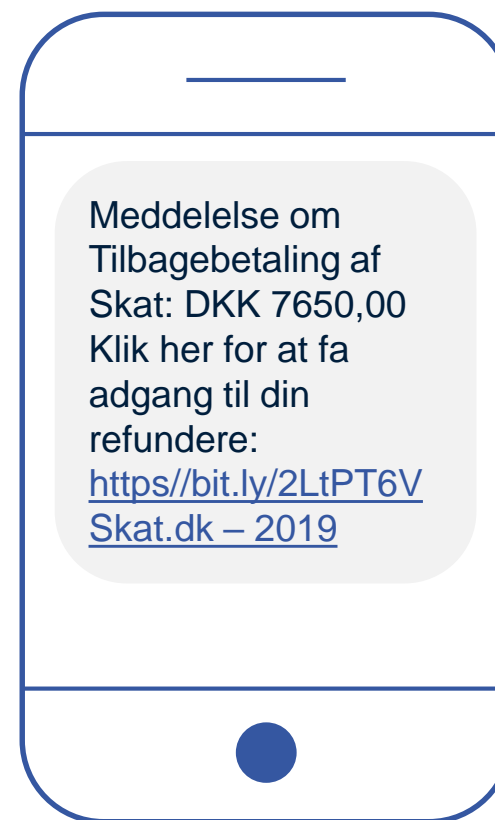 Meddelelse om
Tilbagebetaling af
Skat: DKK 7650,00
Klik her for at fa
adgang til din
refundere:
https//bit.ly/2LtPT6V
Skat.dk – 2019